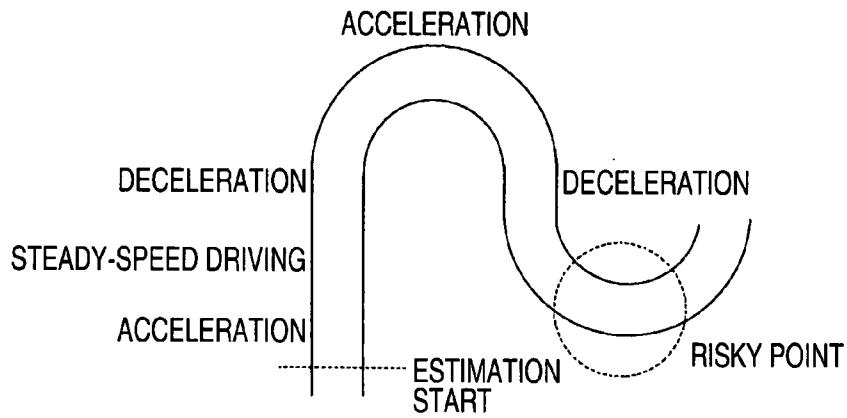 ACCELERATION
DECELERATION
DECELERATION
STEADY-SPEED DRIVING
ACCELERATION
RISKY POINT
ESTIMATION
START